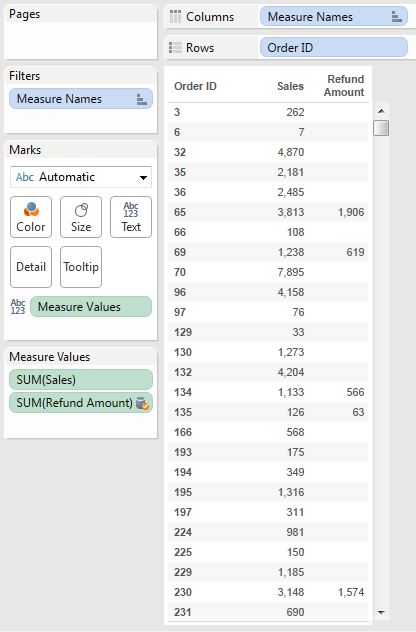 Pages
Columns Measure Names
Rows Order ID
Filters
Measure Names
Marks
Abc Automatic
Color Size Abc 123 Text
Detail Tooltip
Abc 123 Measure Values
Measure Values
SUM(Sales)
SUM(Refund Amount)
Order ID Sales Refund Amount
3 262
6 7
32 4,870
35 2,181
36 2,485
65 3,813 1,906
66 108
69 1,238 619
70 7,895
96 4,158
97 76
129 33
130 1,273
132 4,204
134 1,133 566
135 126 63
166 568
193 175
194 349
195 1,316
197 311
224 981
225 150
229 1,185
230 3,148 1,574
231 690